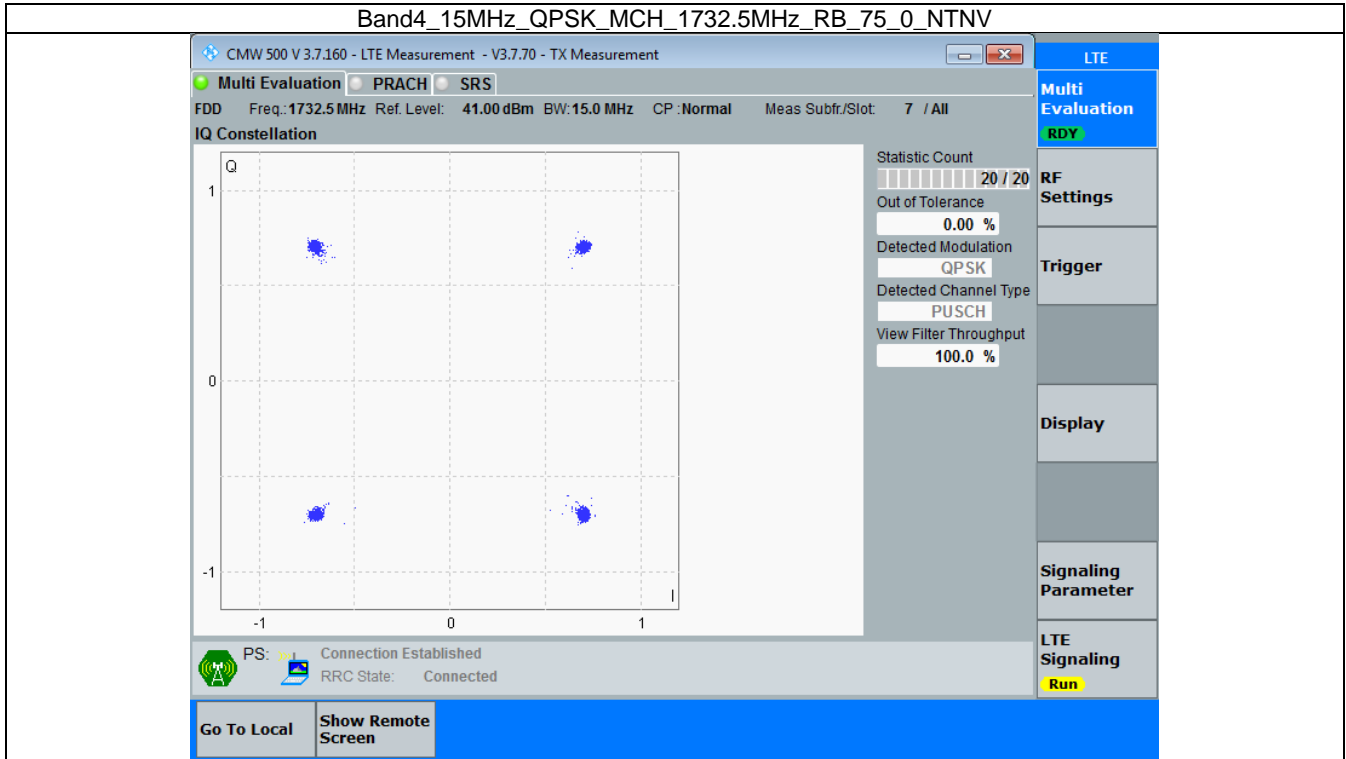 Band4_15MHz_QPSK_MCH_1732.5MHz_RB_75_0_NTNV
CMW 500 V 3.7.160 - LTE Measurement - V3.7.70 - TX Measurement
LTE
Multi Evaluation PRACH SRS
Multi
Evaluation
RDY
FDD Freq.:1732.5 MHz Ref. Level: 41.00 dBm BW:15.0 MHz CP :Normal Meas Subfr./Slot: 7 / All
IQ Constellation
Q
1
0
-1
I
-1 0 1
Statistic Count
20 / 20
Out of Tolerance
0.00 %
Detected Modulation
QPSK
Detected Channel Type
PUSCH
View Filter Throughput
100.0 %
RF
Settings
Trigger
Display
Signaling
Parameter
LTE
Signaling
Run
PS: Connection Established
RRC State: Connected
Go To Local
Show Remote
Screen